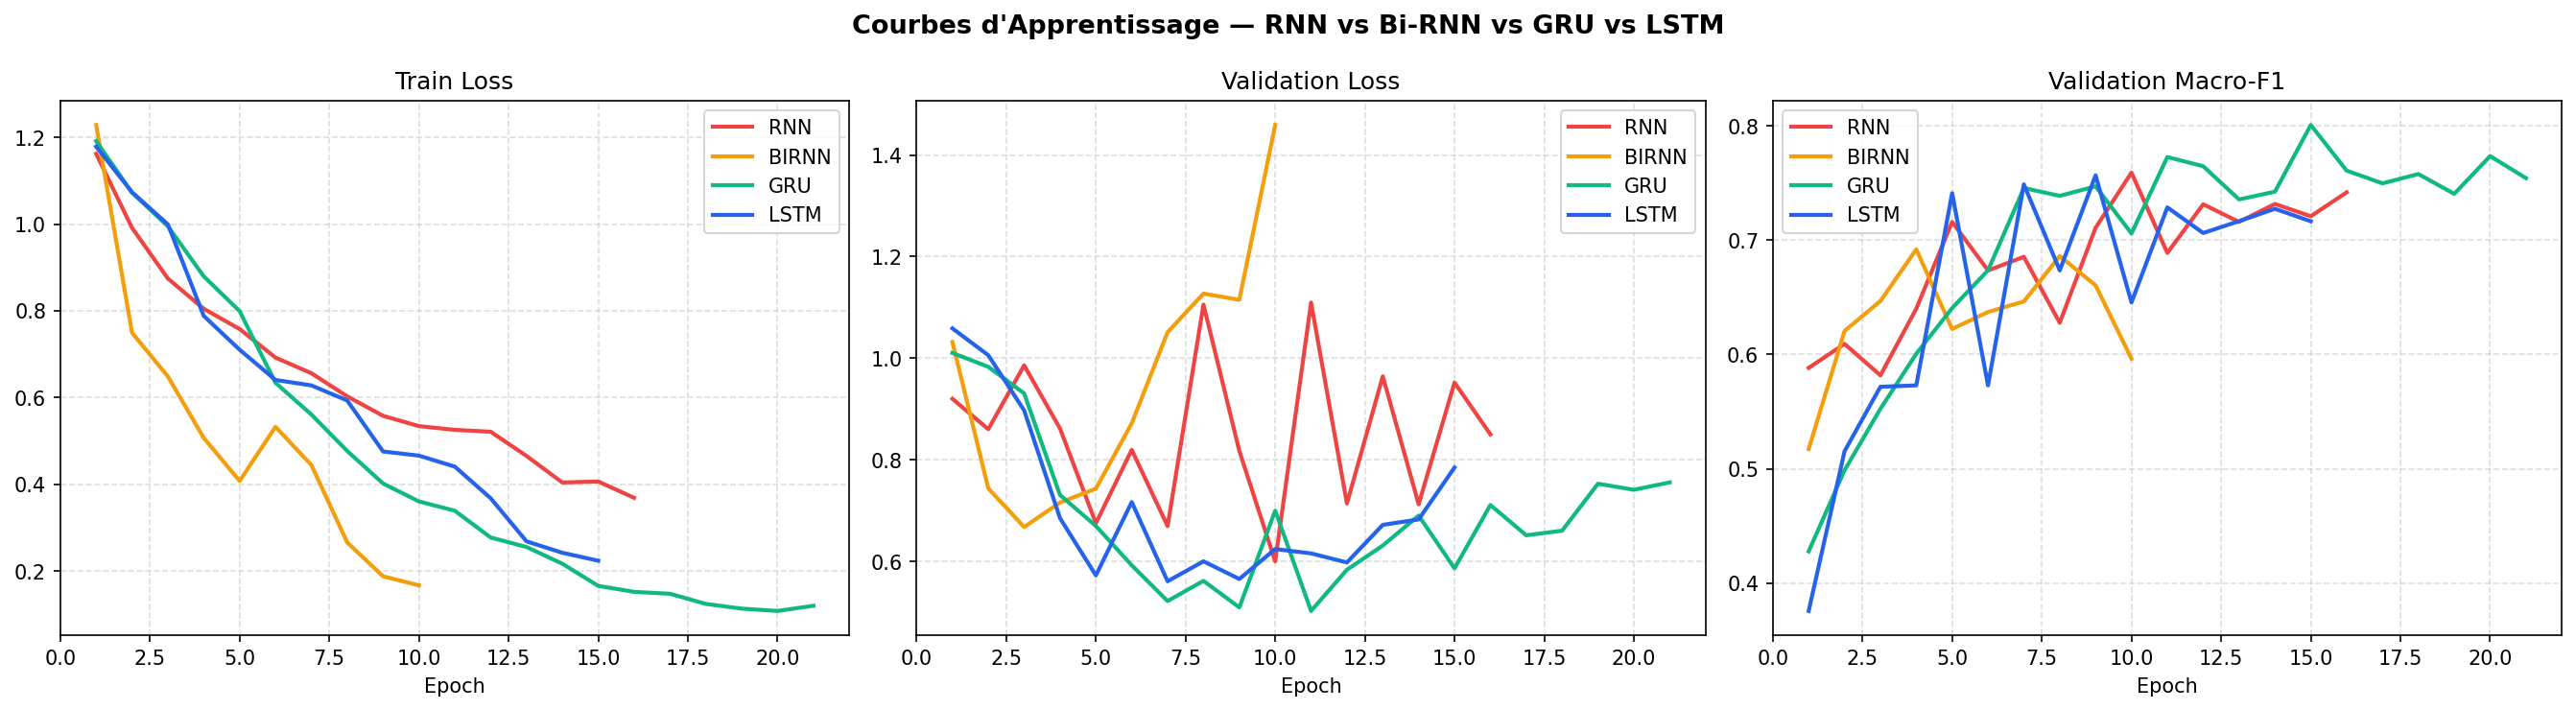 Courbes d'Apprentissage — RNN vs Bi-RNN vs GRU vs LSTM
Train Loss
1.2
1.0
0.8
0.6
0.4
0.2
0.0 2.5 5.0 7.5 10.0 12.5 15.0 17.5 20.0
Epoch
RNN
BIRNN
GRU
LSTM
Validation Loss
1.4
1.2
1.0
0.8
0.6
0.0 2.5 5.0 7.5 10.0 12.5 15.0 17.5 20.0
Epoch
RNN
BIRNN
GRU
LSTM
Validation Macro-F1
0.8
0.7
0.6
0.5
0.4
0.0 2.5 5.0 7.5 10.0 12.5 15.0 17.5 20.0
Epoch
RNN
BIRNN
GRU
LSTM